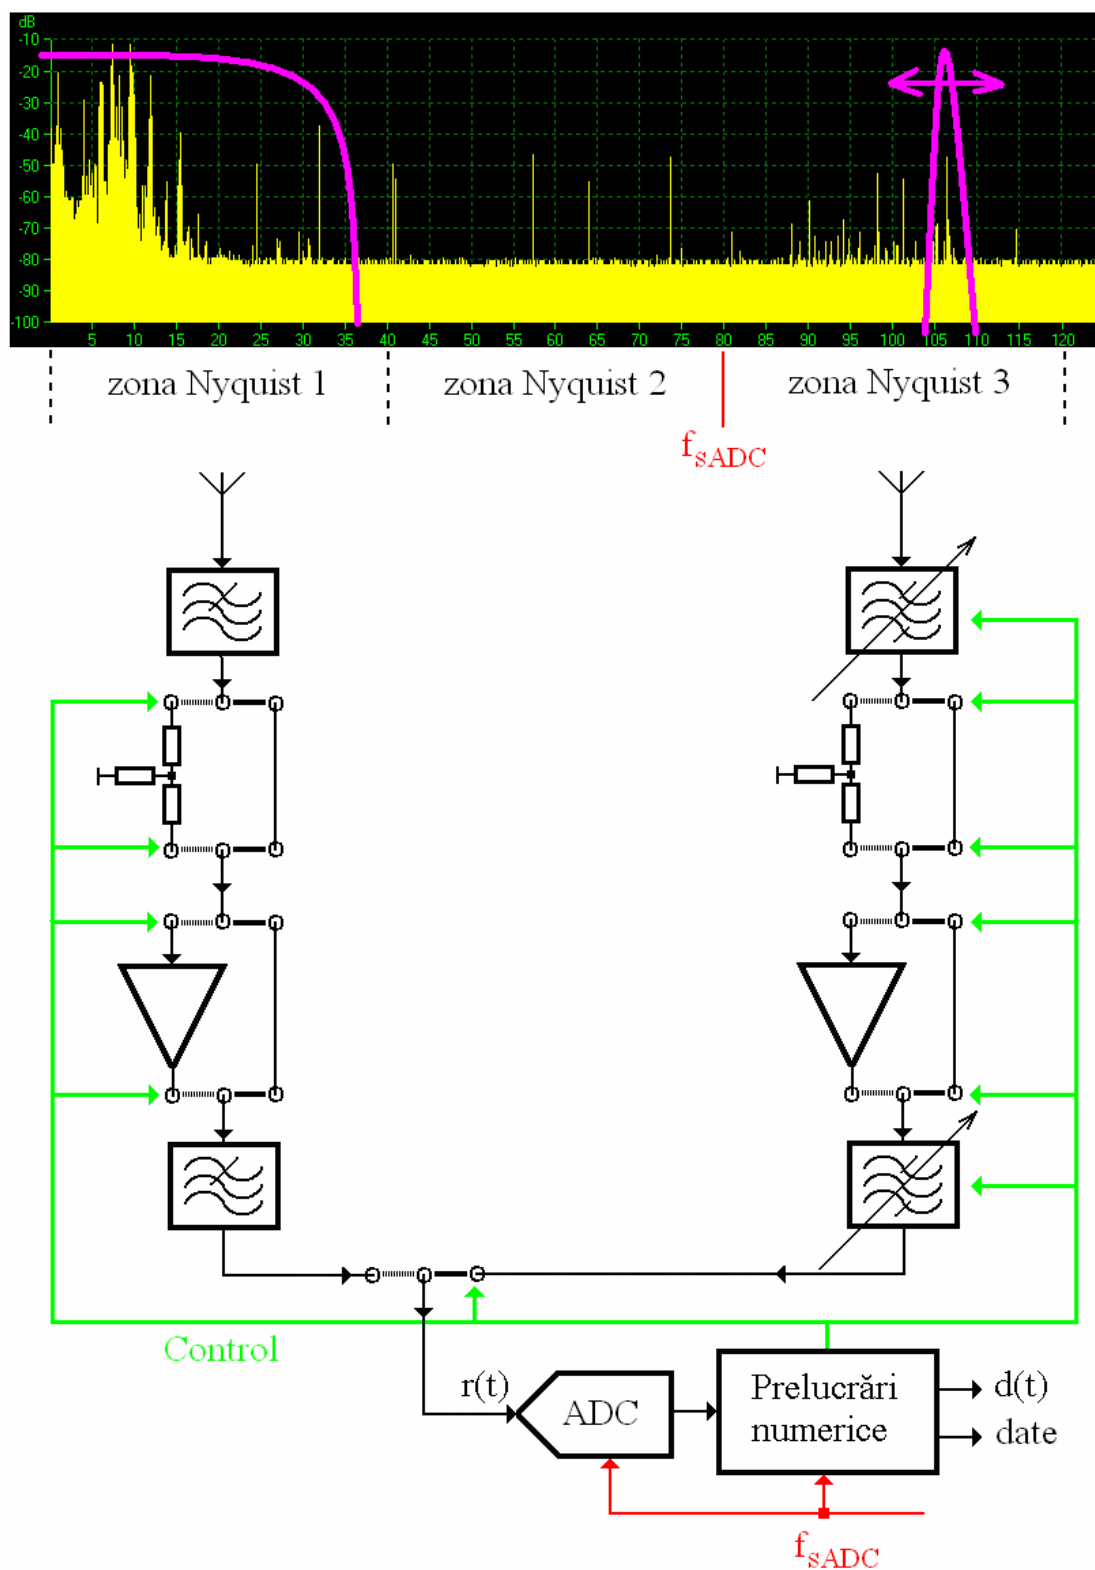 dB
-10
-20
-30
-40
-50
-60
-70
-80
-90
-100
5 10 15 20 25 30 35 40 45 50 55 60 65 70 75 80 85 90 95 100 105 110 115 120
zona Nyquist 1 zona Nyquist 2 zona Nyquist 3
fsADC
Control
r(t)
ADC
Prelucrări
numerice
d(t)
date
fsADC